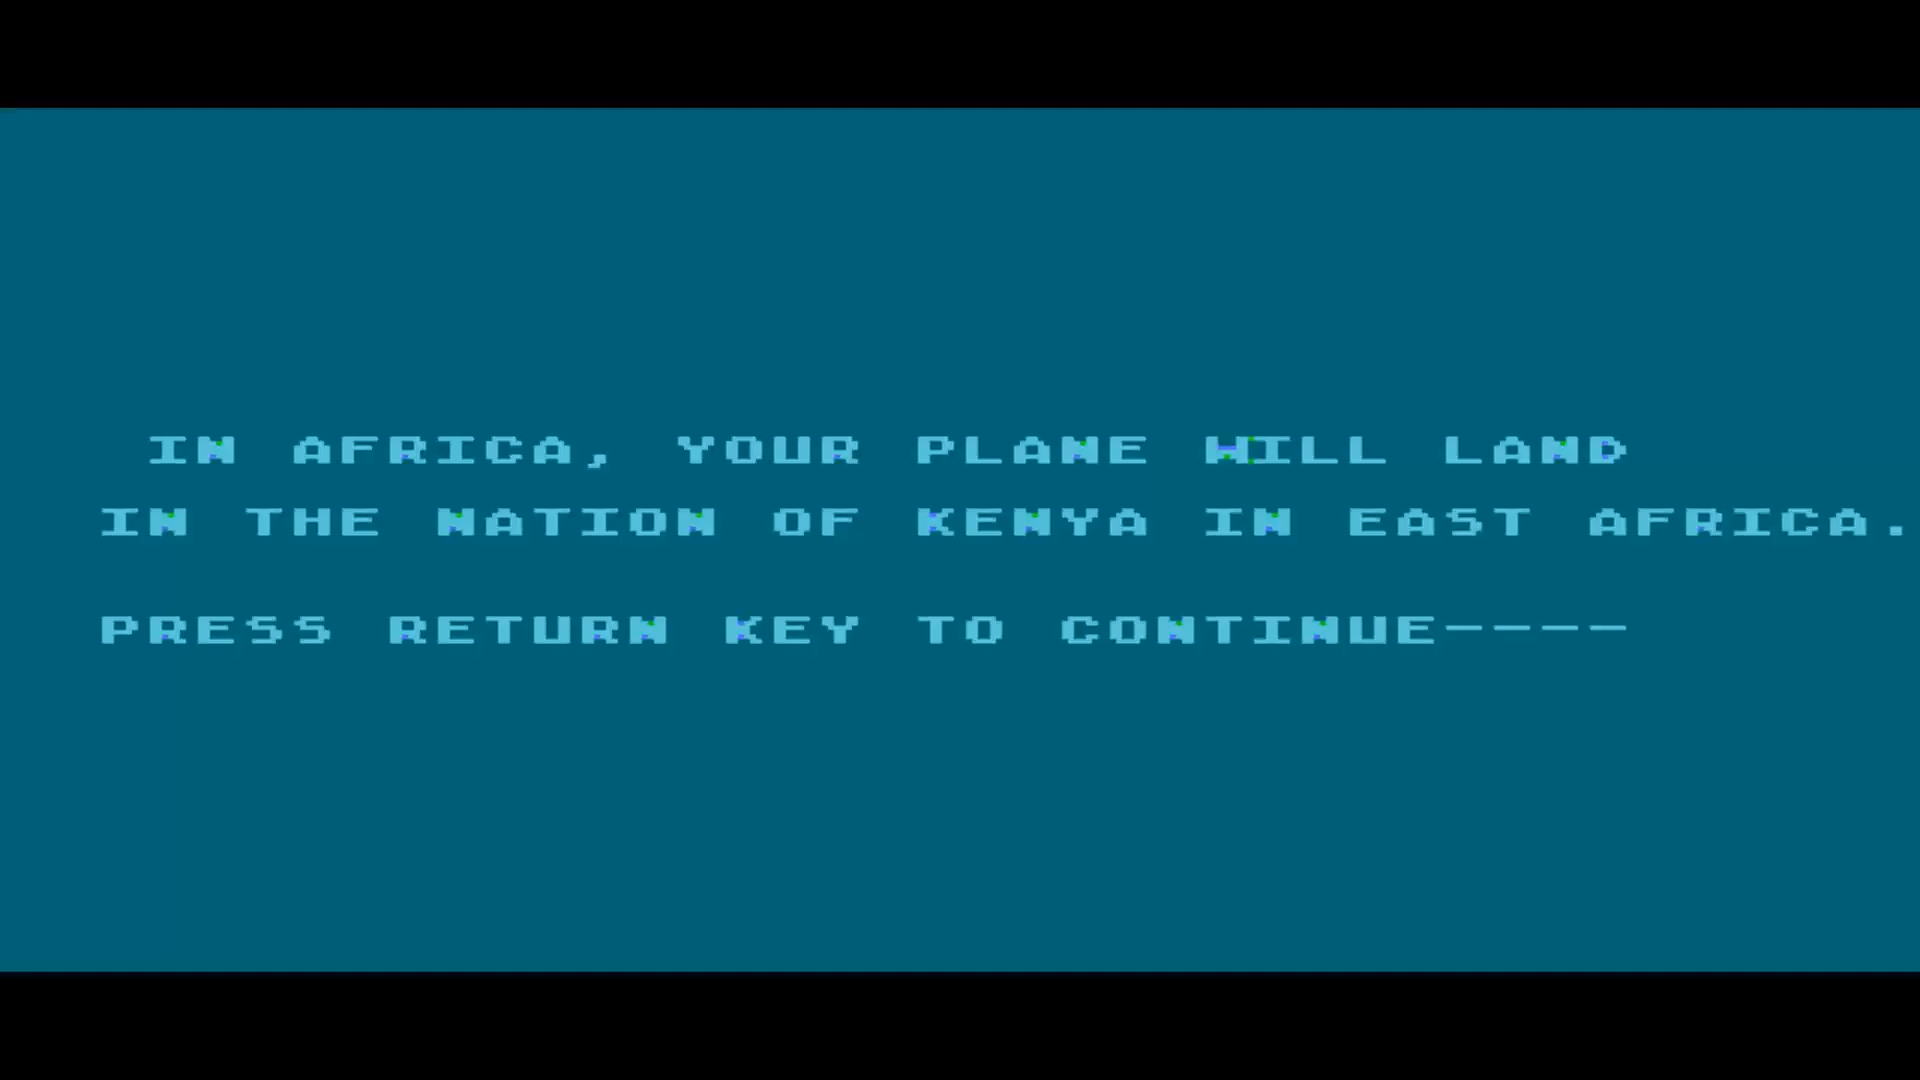 IN AFRICA, YOUR PLANE WILL LAND
IN THE NATION OF KENYA IN EAST AFRICA.
PRESS RETURN KEY TO CONTINUE----